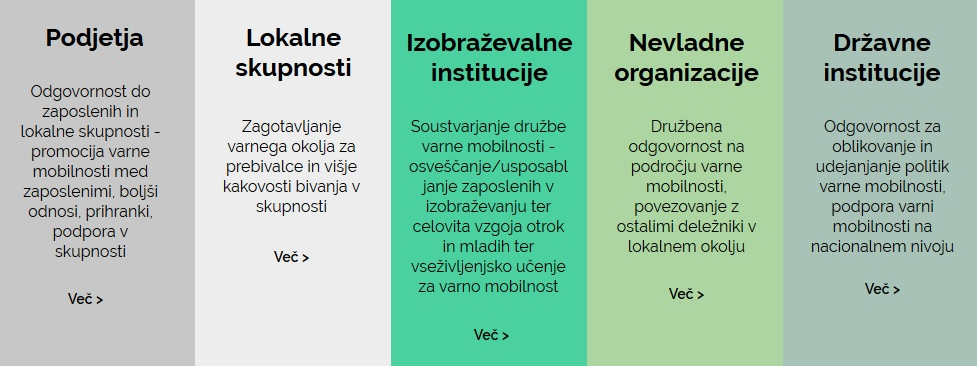 Podjetja
Odgovornost do
zaposlenih in
lokalne skupnosti -
promocija varne
mobilnosti med
zaposlenimi, boljši
odnosi, prihranki,
podpora v
skupnosti
Več >
Lokalne
skupnosti
Zagotavljanje
varnega okolja za
prebivalce in višje
kakovosti bivanja v
skupnosti
Več >
Izobraževalne
institucije
Soustvarjanje družbe
varne mobilnosti -
osveščanje/usposabl
janje zaposlenih v
izobraževanju ter
celovita vzgoja otrok
in mladih ter
vseživljenjsko učenje
za varno mobilnost
Več >
Nevladne
organizacije
Družbena
odgovornost na
področju varne
mobilnosti,
povezovanje z
ostalimi deležniki v
lokalnem okolju
Več >
Državne
institucije
Odgovornost za
oblikovanje in
udejanjanje politik
varne mobilnosti,
podpora varni
mobilnosti na
nacionalnem nivoju
Več >